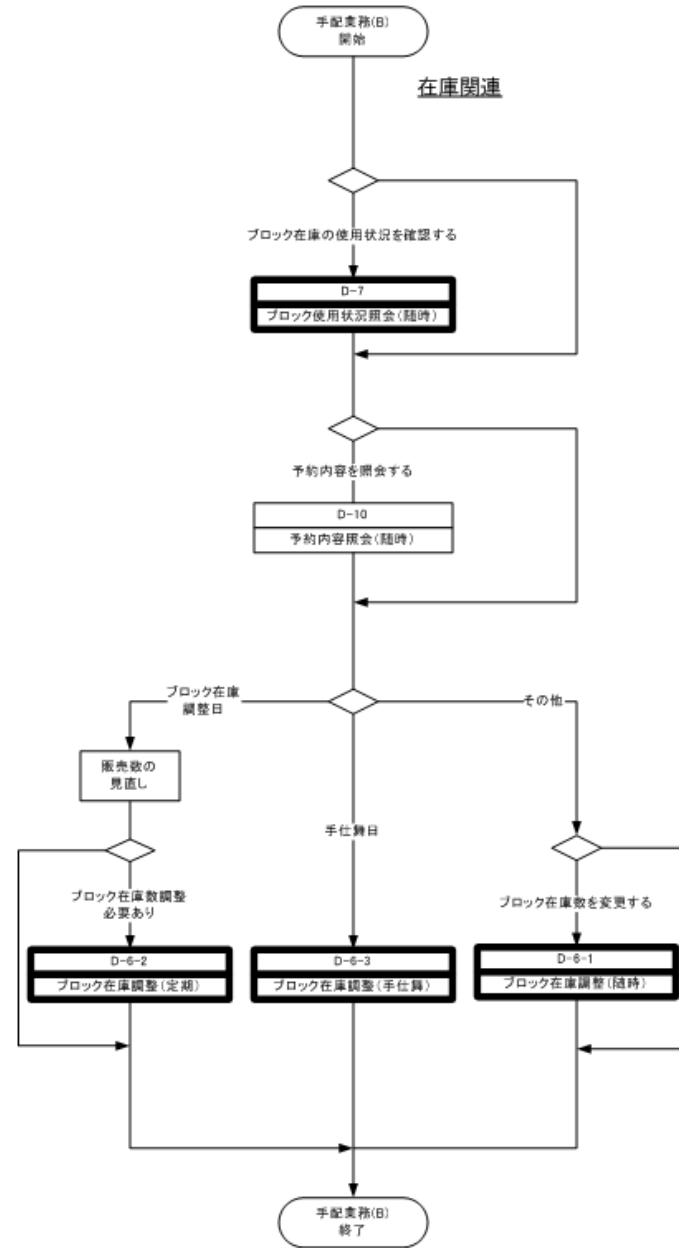 手配業務(B)
開始
在庫関連
ブロック在庫の使用状況を確認する
D-7
ブロック使用状況照会(随時)
予約内容を照会する
D-10
予約内容照会(随時)
ブロック在庫
調整日
その他
販売数の
見直し
手仕舞日
ブロック在庫数調整
必要あり
ブロック在庫数を変更する
D-6-2
ブロック在庫調整(定期)
D-6-3
ブロック在庫調整(手仕舞)
D-6-1
ブロック在庫調整(随時)
手配業務(B)
終了